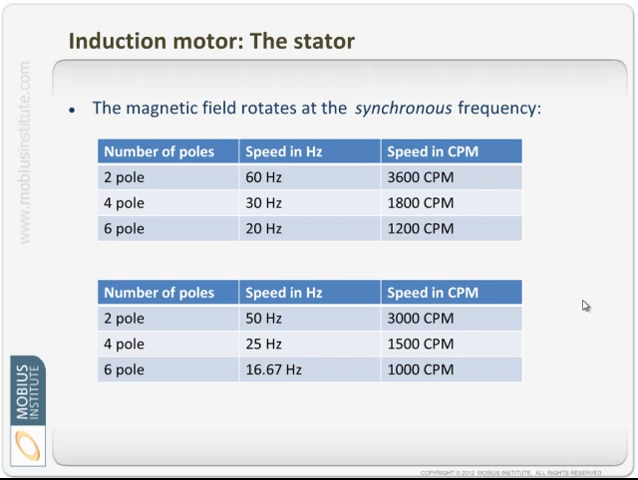 Induction motor: The stator
www.mobiusinstitute.com
• The magnetic field rotates at the synchronous frequency:
Number of poles Speed in Hz Speed in CPM
2 pole 60 Hz 3600 CPM
4 pole 30 Hz 1800 CPM
6 pole 20 Hz 1200 CPM
Number of poles Speed in Hz Speed in CPM
2 pole 50 Hz 3000 CPM
4 pole 25 Hz 1500 CPM
6 pole 16.67 Hz 1000 CPM
MOBIUS
INSTITUTE
COPYRIGHT © 2012 MOBIUS INSTITUTE. ALL RIGHTS RESERVED